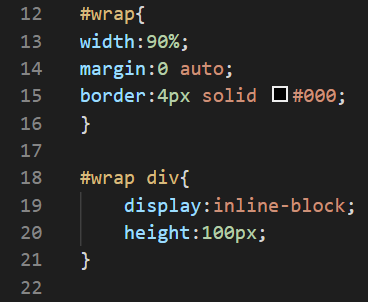 12 #wrap{
13 width:90%;
14 margin:0 auto;
15 border:4px solid #000;
16 }
17
18 #wrap div{
19     display:inline-block;
20     height:100px;
21 }
22